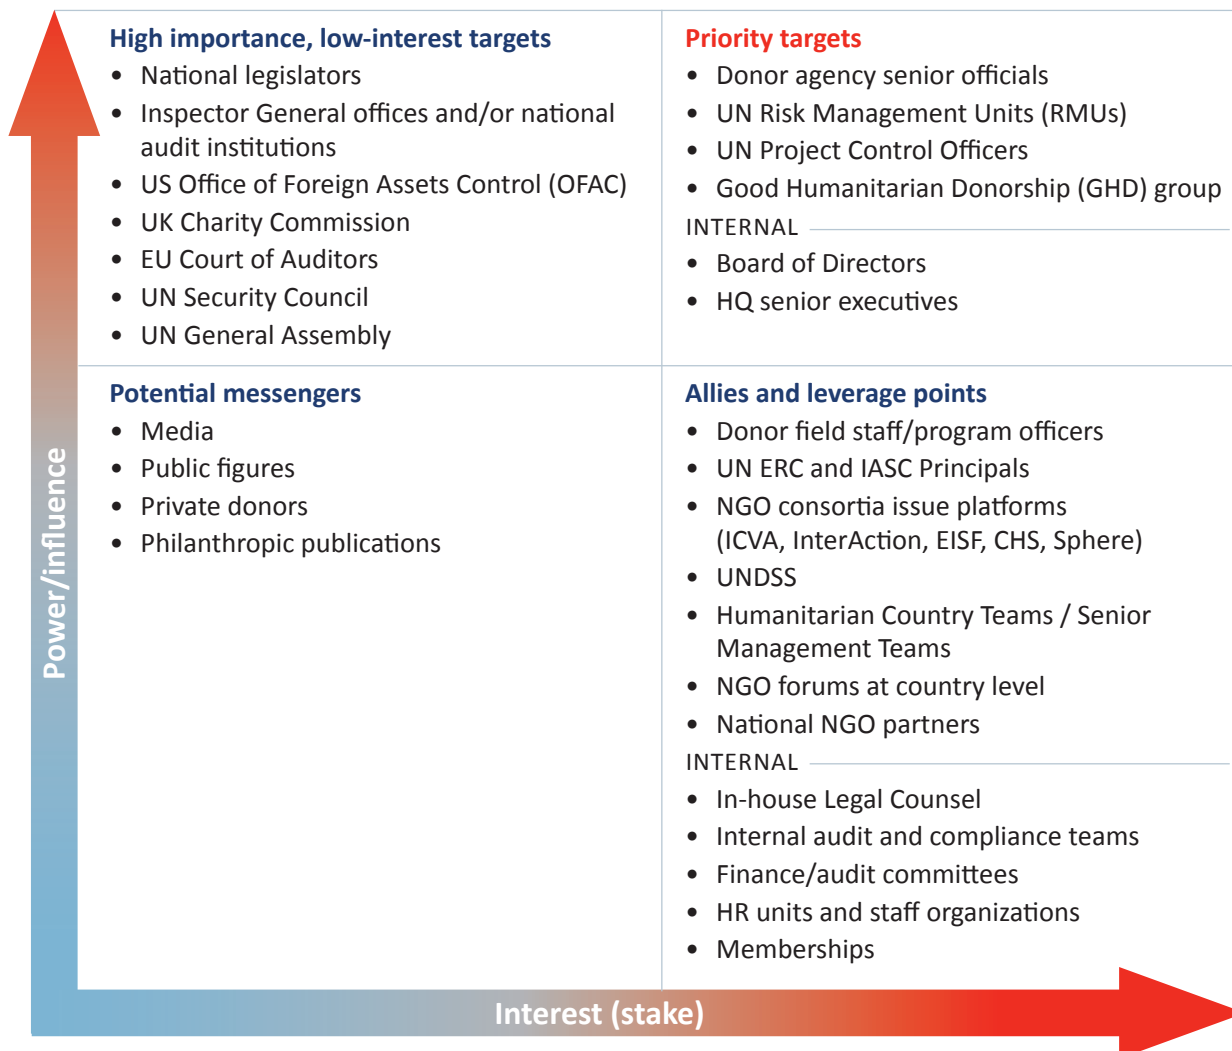 High importance, low-interest targets
• National legislators
• Inspector General offices and/or national
audit institutions
• US Office of Foreign Assets Control (OFAC)
• UK Charity Commission
• EU Court of Auditors
• UN Security Council
• UN General Assembly
Priority targets
• Donor agency senior officials
• UN Risk Management Units (RMUs)
• UN Project Control Officers
• Good Humanitarian Donorship (GHD) group
INTERNAL
• Board of Directors
• HQ senior executives
Potential messengers
• Media
• Public figures
• Private donors
• Philanthropic publications
Allies and leverage points
• Donor field staff/program officers
• UN ERC and IASC Principals
• NGO consortia issue platforms
(ICVA, InterAction, EISF, CHS, Sphere)
• UNDSS
• Humanitarian Country Teams / Senior
Management Teams
• NGO forums at country level
• National NGO partners
INTERNAL
• In-house Legal Counsel
• Internal audit and compliance teams
• Finance/audit committees
• HR units and staff organizations
• Memberships
Power/influence
Interest (stake)